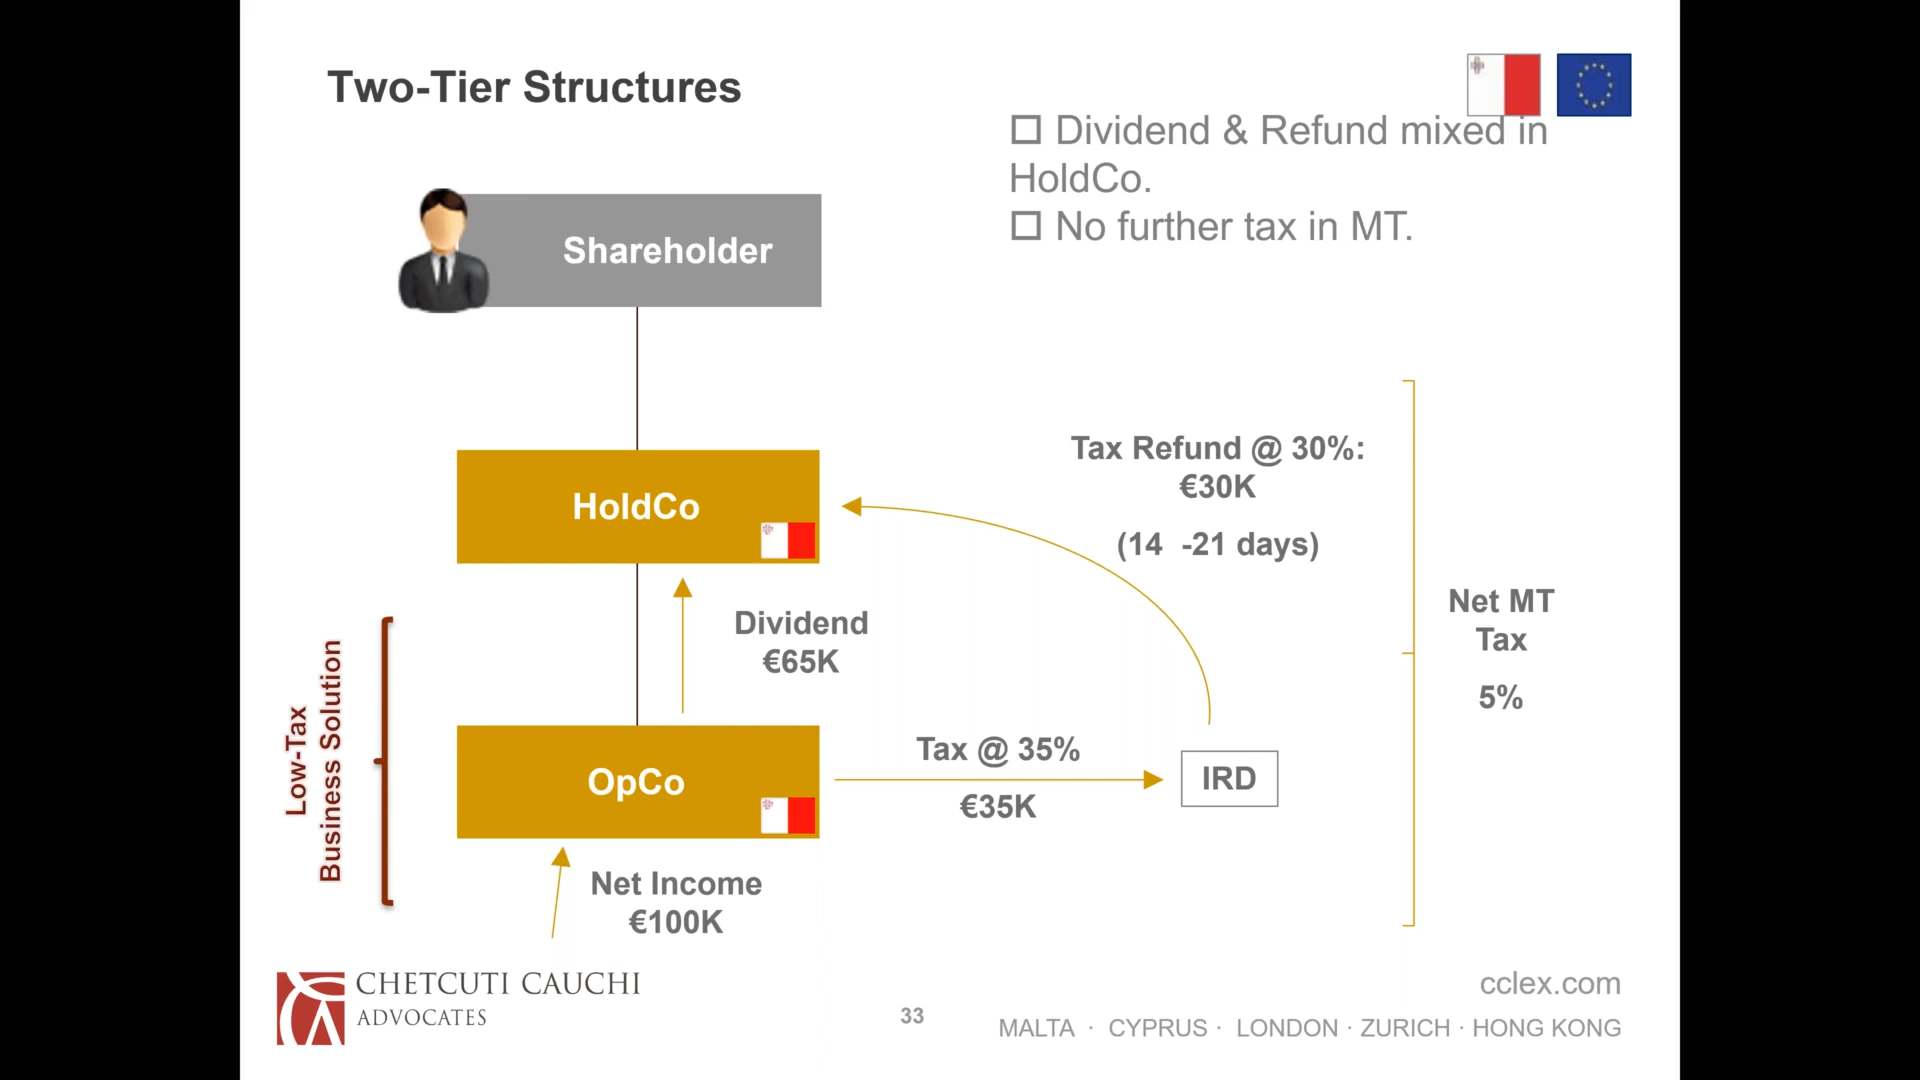 Two-Tier Structures
☐ Dividend & Refund mixed in
HoldCo.
☐ No further tax in MT.
Shareholder
Tax Refund @ 30%:
€30K
(14 -21 days)
HoldCo
Net MT
Tax
5%
Dividend
€65K
Low-Tax
Business Solution
Tax @ 35%
€35K
OpCo
IRD
Net Income
€100K
CHETCUTI CAUCHI
ADVOCATES
33
cclex.com
MALTA · CYPRUS · LONDON · ZURICH · HONG KONG